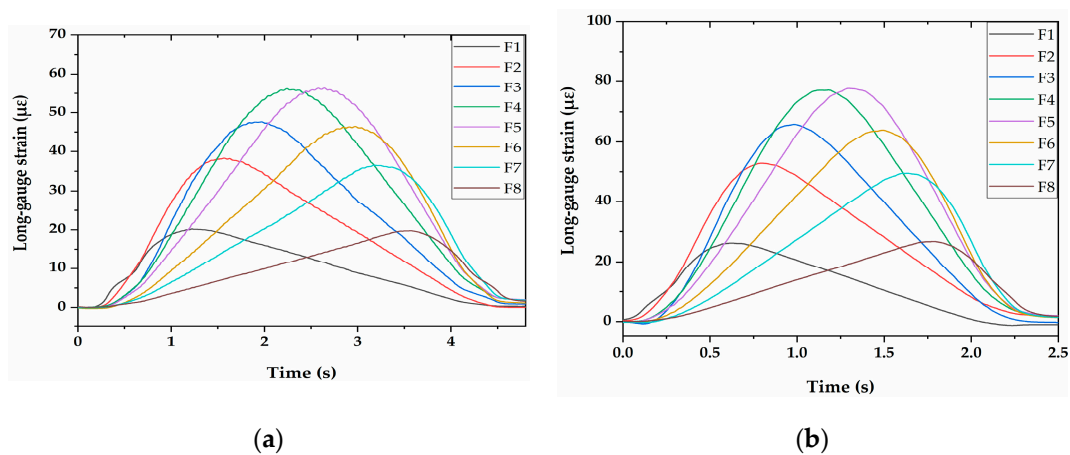 70
60
50
40
30
20
10
0
Long-gauge strain (με)
0
1
2
3
4
Time (s)
F1
F2
F3
F4
F5
F6
F7
F8
(a)
100
80
60
40
20
0
Long-gauge strain (με)
0.0
0.5
1.0
1.5
2.0
2.5
Time (s)
F1
F2
F3
F4
F5
F6
F7
F8
(b)